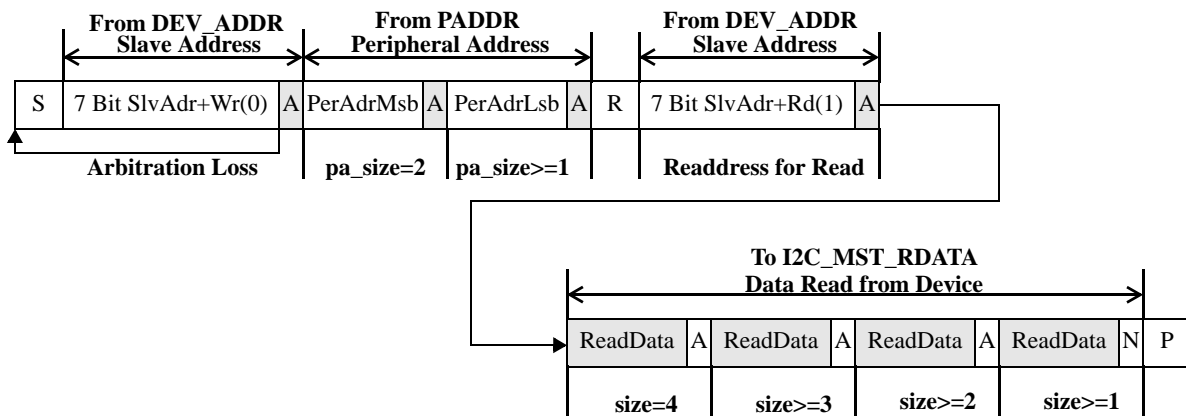 From DEV_ADDR From PADDR From DEV_ADDR
Slave Address Peripheral Address Slave Address
S 7 Bit SlvAdr+Wr(0) A PerAdrMsb A PerAdrLsb A R 7 Bit SlvAdr+Rd(1) A
Arbitration Loss pa_size=2 pa_size>=1 Readdress for Read
To I2C_MST_RDATA
Data Read from Device
ReadData A ReadData A ReadData A ReadData N P
size=4 size>=3 size>=2 size>=1